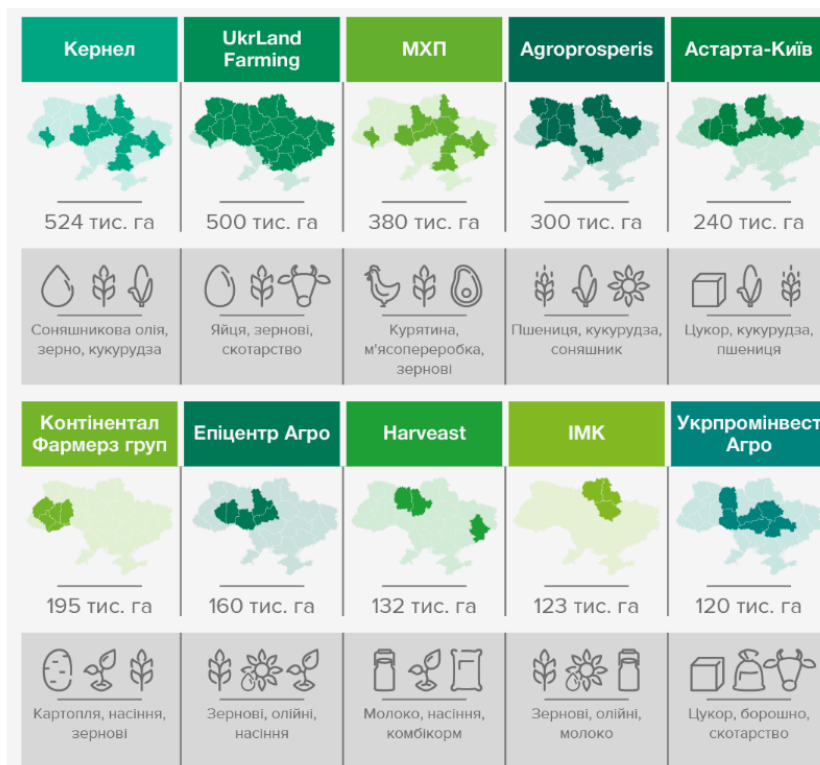 Кернел
UkrLand
Farming
МХП
Agroprosperis
Астарта-Київ
524 тис. га
500 тис. га
380 тис. га
300 тис. га
240 тис. га
Соняшникова олія,
зерно, кукурудза
Яйця, зернові,
скотарство
Курятина,
м'ясопереробка,
зернові
Пшениця, кукурудза,
соняшник
Цукор, кукурудза,
пшениця
Контінентал
Фармерз груп
Епіцентр Агро
Harveast
ІМК
Укрпромінвест
Агро
195 тис. га
160 тис. га
132 тис. га
123 тис. га
120 тис. га
Картопля, насіння,
зернові
Зернові, олійні,
насіння
Молоко, насіння,
комбікорм
Зернові, олійні,
молоко
Цукор, борошно,
скотарство